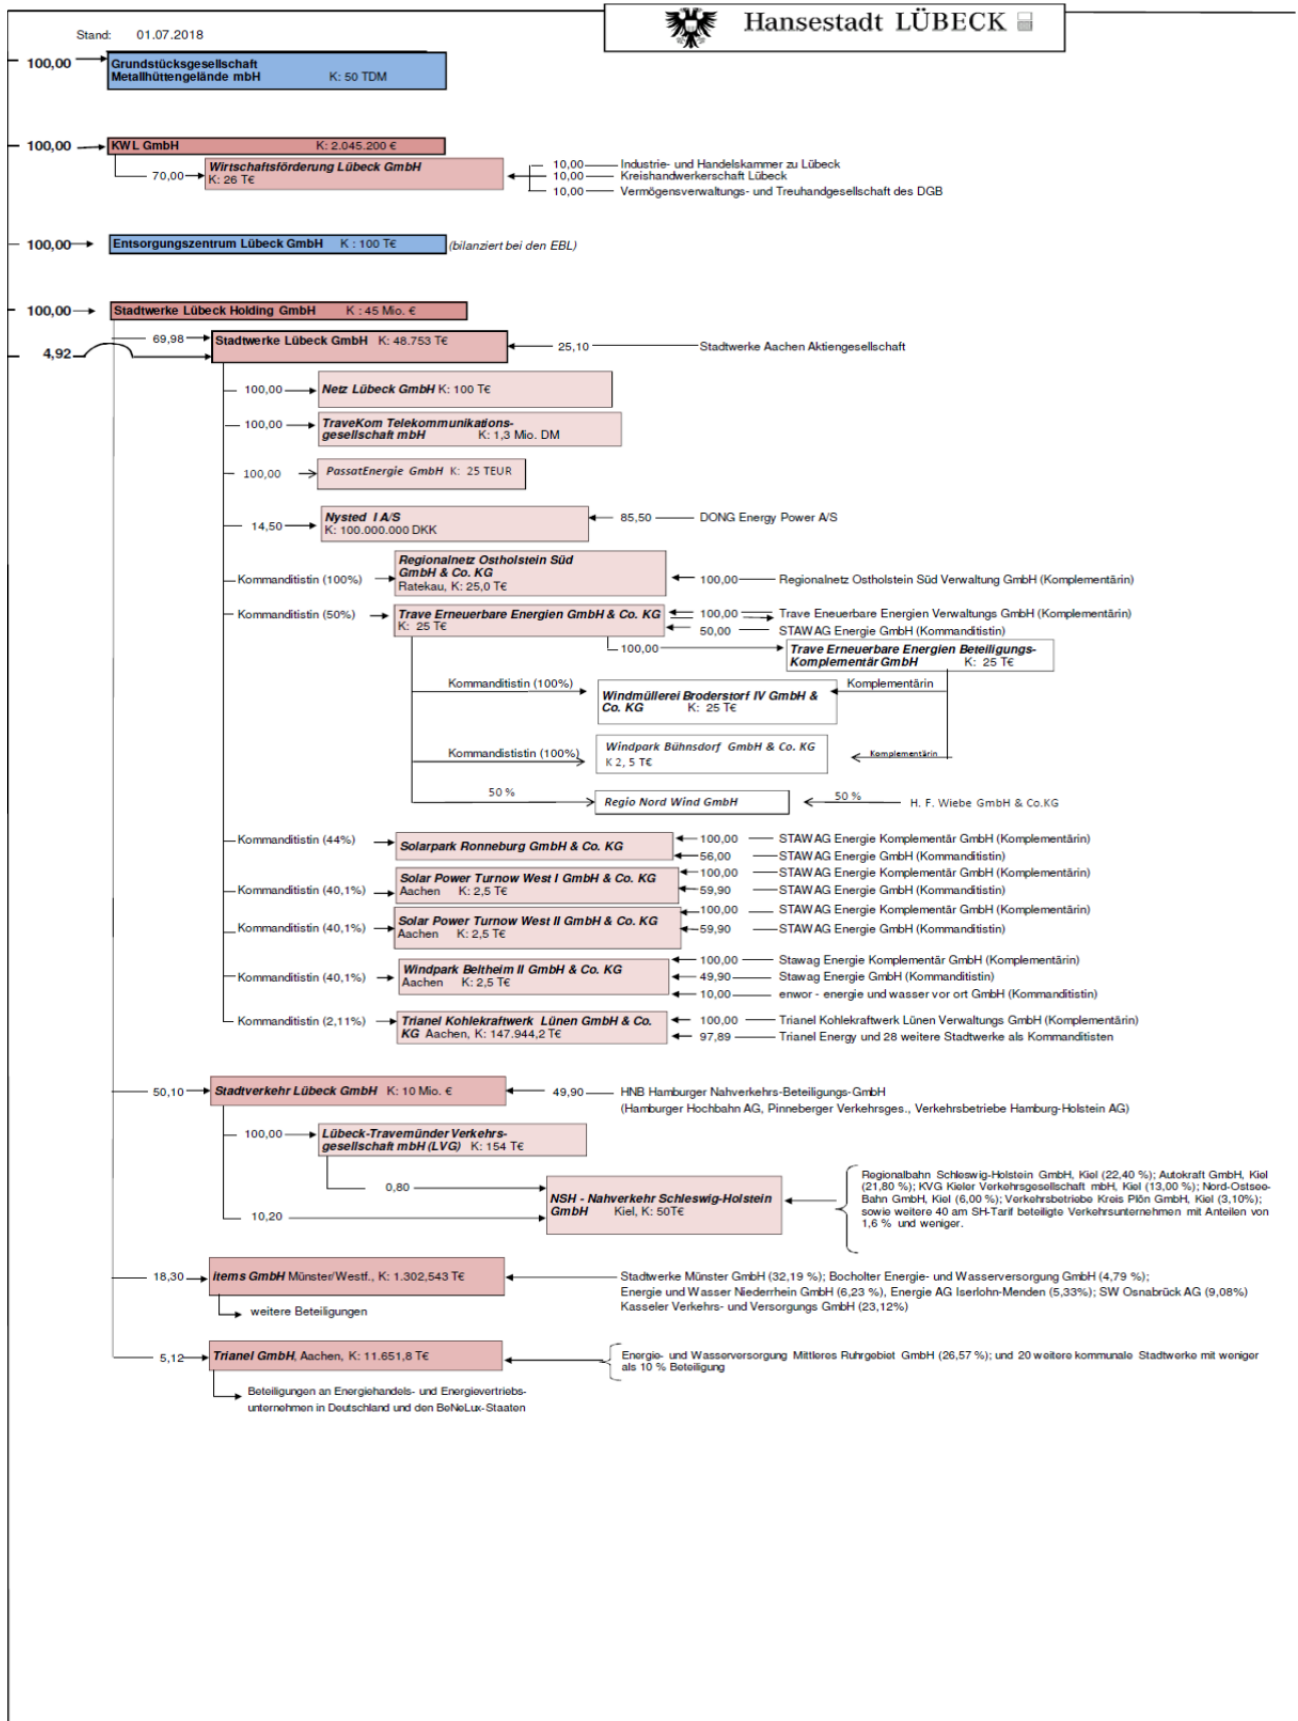 Hansestadt LÜBECK
Stand: 01.07.2018
100,00
Grundstücksgesellschaft
Metallhüttengelände mbH K: 50 TDM
100,00
KWL GmbH K: 2.045.200 €
70,00
Wirtschaftsförderung Lübeck GmbH
K: 26 T€
10,00 Industrie- und Handelskammer zu Lübeck
10,00 Kreishandwerkerschaft Lübeck
10,00 Vermögensverwaltungs- und Treuhandgesellschaft des DGB
100,00
Entsorgungszentrum Lübeck GmbH K : 100 T€ (bilanziert bei den EBL)
100,00
Stadtwerke Lübeck Holding GmbH K : 45 Mio. €
69,98
4,92
Stadtwerke Lübeck GmbH K: 48.753 T€
25,10 Stadtwerke Aachen Aktiengesellschaft
100,00 Netz Lübeck GmbH K: 100 T€
100,00
TraveKom Telekommunikations-
gesellschaft mbH K: 1,3 Mio. DM
100,00 PassatEnergie GmbH K: 25 TEUR
14,50
Nysted I A/S
K: 100.000.000 DKK
85,50 DONG Energy Power A/S
Kommanditistin (100%)
Regionalnetz Ostholstein Süd
GmbH & Co. KG
Ratekau, K: 25,0 T€
100,00 Regionalnetz Ostholstein Süd Verwaltung GmbH (Komplementärin)
Kommanditistin (50%)
Trave Erneuerbare Energien GmbH & Co. KG
K: 25 T€
100,00 Trave Eneuerbare Energien Verwaltungs GmbH (Komplementärin)
50,00 STAWAG Energie GmbH (Kommanditistin)
100,00
Trave Erneuerbare Energien Beteiligungs-
Komplementär GmbH K: 25 T€
Kommanditistin (100%)
Windmüllerei Broderstorf IV GmbH &
Co. KG K: 25 T€
Komplementärin
Kommandististin (100%)
Windpark Bühnsdorf GmbH & Co. KG
K 2, 5 T€
Komplementärin
50 %
Regio Nord Wind GmbH
50 % H. F. Wiebe GmbH & Co.KG
Kommanditistin (44%)
Solarpark Ronneburg GmbH & Co. KG
100,00 STAWAG Energie Komplementär GmbH (Komplementärin)
56,00 STAWAG Energie GmbH (Kommanditistin)
Kommanditistin (40,1%)
Solar Power Turnow West I GmbH & Co. KG
Aachen K: 2,5 T€
100,00 STAWAG Energie Komplementär GmbH (Komplementärin)
59,90 STAWAG Energie GmbH (Kommanditistin)
Kommanditistin (40,1%)
Solar Power Turnow West II GmbH & Co. KG
Aachen K: 2,5 T€
100,00 STAWAG Energie Komplementär GmbH (Komplementärin)
59,90 STAWAG Energie GmbH (Kommanditistin)
Kommanditistin (40,1%)
Windpark Beltheim II GmbH & Co. KG
Aachen K: 2,5 T€
100,00 Stawag Energie Komplementär GmbH (Komplementärin)
49,90 Stawag Energie GmbH (Kommanditistin)
10,00 enwor - energie und wasser vor ort GmbH (Kommanditistin)
Kommanditistin (2,11%)
Trianel Kohlekraftwerk Lünen GmbH & Co.
KG Aachen, K: 147.944,2 T€
100,00 Trianel Kohlekraftwerk Lünen Verwaltungs GmbH (Komplementärin)
97,89 Trianel Energy und 28 weitere Stadtwerke als Kommanditisten
50,10
Stadtverkehr Lübeck GmbH K: 10 Mio. €
49,90 HNB Hamburger Nahverkehrs-Beteiligungs-GmbH
(Hamburger Hochbahn AG, Pinneberger Verkehrsges., Verkehrsbetriebe Hamburg-Holstein AG)
100,00
Lübeck-Travemünder Verkehrs-
gesellschaft mbH (LVG) K: 154 T€
0,80
10,20
NSH - Nahverkehr Schleswig-Holstein
GmbH Kiel, K: 50T€
Regionalbahn Schleswig-Holstein GmbH, Kiel (22,40 %); Autokraft GmbH, Kiel
(21,80 %); KVG Kieler Verkehrsgesellschaft mbH, Kiel (13,00 %); Nord-Ostsee-
Bahn GmbH, Kiel (6,00 %); Verkehrsbetriebe Kreis Plön GmbH, Kiel (3,10%);
sowie weitere 40 am SH-Tarif beteiligte Verkehrsunternehmen mit Anteilen von
1,6 % und weniger.
18,30
items GmbH Münster/Westf., K: 1.302,543 T€
Stadtwerke Münster GmbH (32,19 %); Bocholter Energie- und Wasserversorgung GmbH (4,79 %);
Energie und Wasser Niederrhein GmbH (6,23 %), Energie AG Iserlohn-Menden (5,33%); SW Osnabrück AG (9,08%)
Kasseler Verkehrs- und Versorgungs GmbH (23,12%)
weitere Beteiligungen
5,12
Trianel GmbH, Aachen, K: 11.651,8 T€
Energie- und Wasserversorgung Mittleres Ruhrgebiet GmbH (26,57 %); und 20 weitere kommunale Stadtwerke mit weniger
als 10 % Beteiligung
Beteiligungen an Energiehandels- und Energievertriebs-
unternehmen in Deutschland und den BeNeLux-Staaten